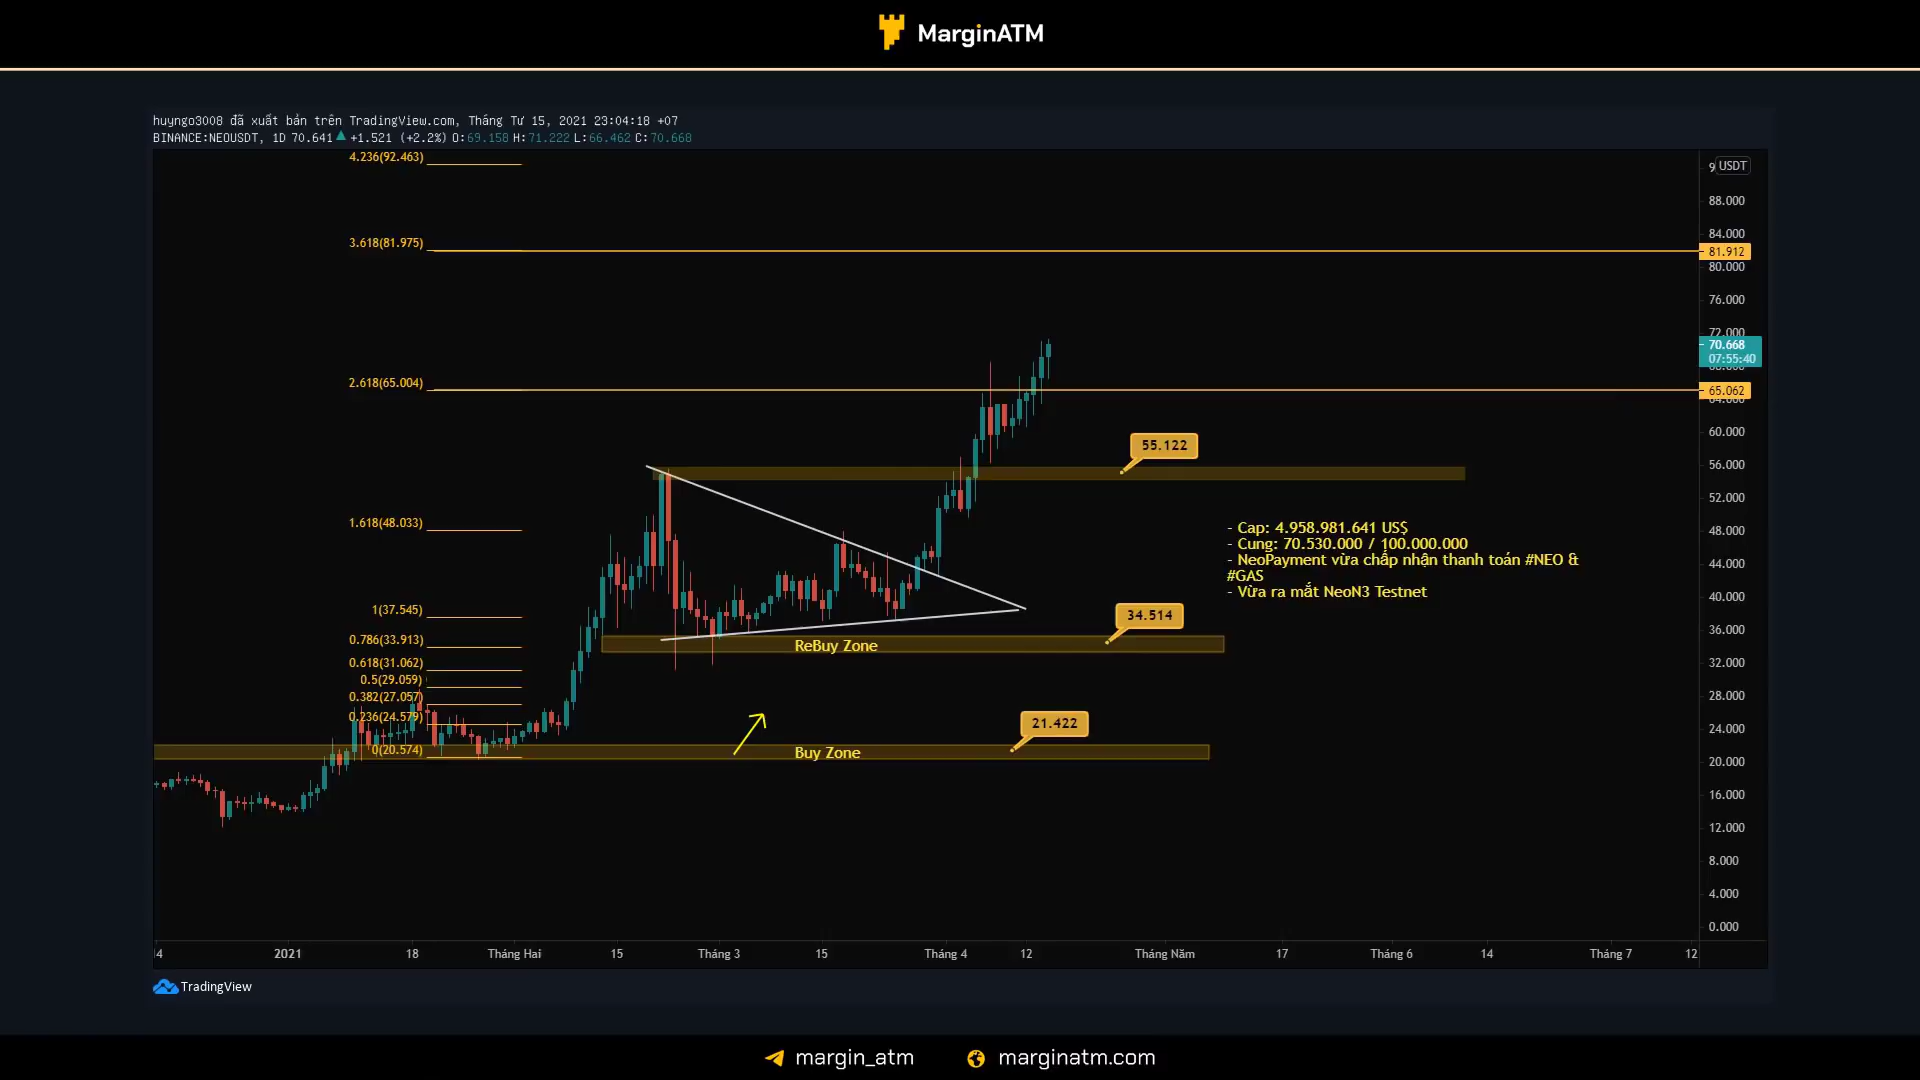 MarginATM
huyngo3008 đã xuất bản trên TradingView.com, Tháng Tư 15, 2021 23:04:18 +07
BINANCE:NEOUSDT, 1D 70.641 ▲ +1.521 (+2.2%) O:69.158 H:71.222 L:66.462 C:70.668
4.236(92.463)
3.618(81.975)
2.618(65.004)
1.618(48.033)
1(37.545)
0.786(33.913)
0.618(31.062)
0.5(29.059)
0.382(27.057)
0.236(24.579)
0(20.574)
55.122
34.514
ReBuy Zone
21.422
Buy Zone
- Cap: 4.958.981.641 US$
- Cung: 70.530.000 / 100.000.000
- NeoPayment vừa chấp nhận thanh toán #NEO &
#GAS
- Vừa ra mắt NeoN3 Testnet
USDT
88.000
84.000
81.912
80.000
76.000
72.000
70.668
07:55:40
65.062
64.000
60.000
56.000
52.000
48.000
44.000
40.000
36.000
32.000
28.000
24.000
20.000
16.000
12.000
8.000
4.000
0.000
2021 18 Tháng Hai 15 Tháng 3 15 Tháng 4 12 Tháng Năm 17 Tháng 6 14 Tháng 7 12
TradingView
margin_atm marginatm.com